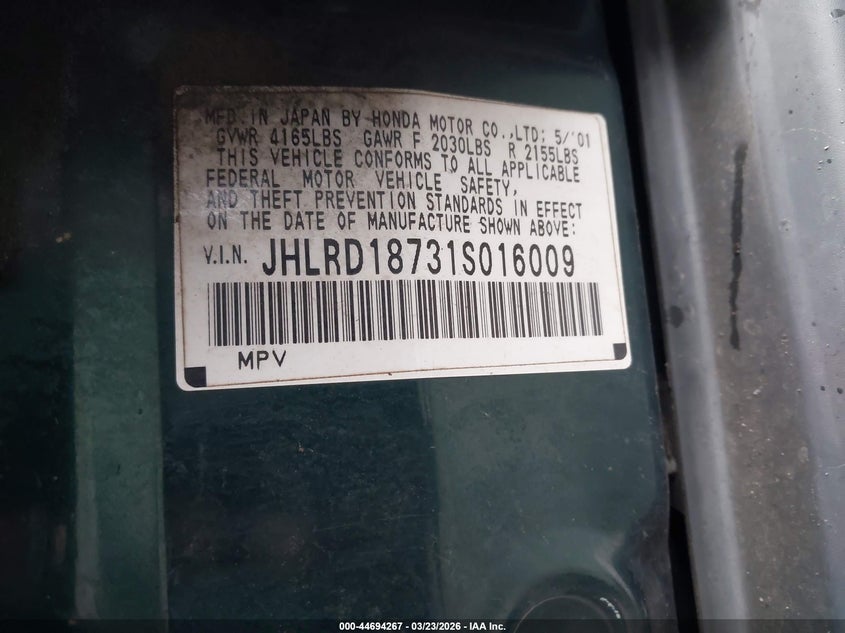 MFD. IN JAPAN BY HONDA MOTOR CO.,LTD; 5/'01
GVWR 4165LBS GAWR F 2030LBS R 2155LBS
THIS VEHICLE CONFORMS TO ALL APPLICABLE
FEDERAL MOTOR VEHICLE SAFETY,
AND THEFT PREVENTION STANDARDS IN EFFECT
ON THE DATE OF MANUFACTURE SHOWN ABOVE:
V.I.N. JHLRD18731S016009
MPV
000-44694267 - 03/23/2026 - IAA Inc.